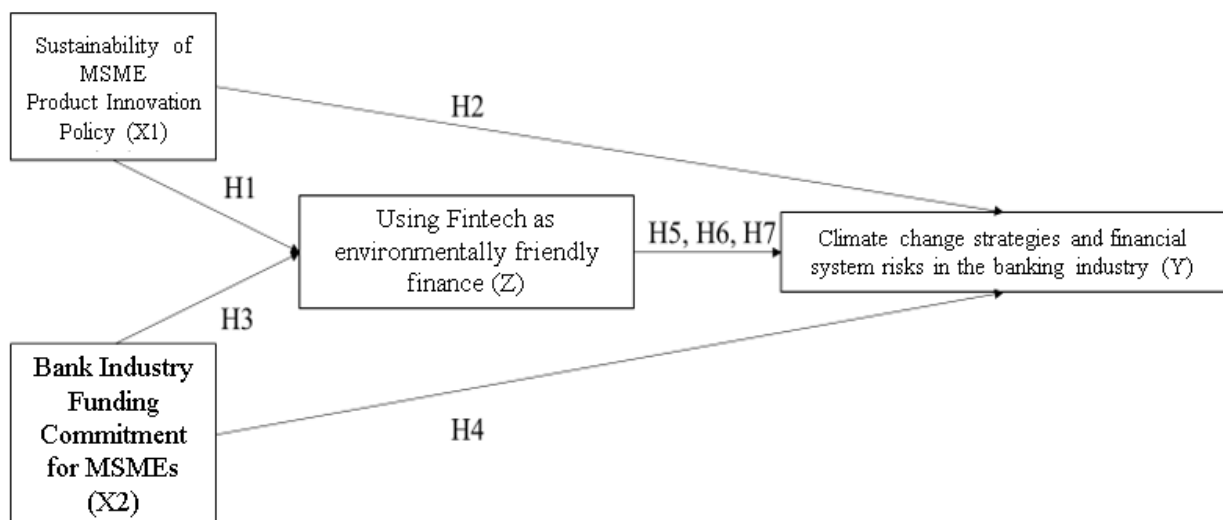 Sustainability of
MSME
Product Innovation
Policy (X1)
H2
H1
Using Fintech as
environmentally friendly
finance (Z)
H5, H6, H7
Climate change strategies and financial
system risks in the banking industry (Y)
H3
Bank Industry
Funding
Commitment
for MSMEs
(X2)
H4